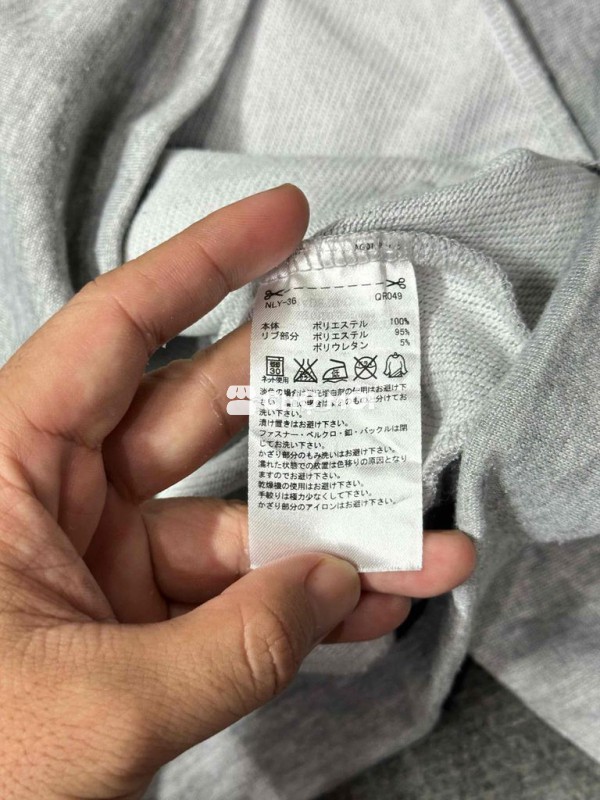 NLY-36 QR049
本体 ポリエステル 100%
リブ部分 ポリエステル 95%
ポリウレタン 5%
30
ネット使用
洗い下さい。
漬け置きはお避け下さい。
ファスナー・ベルクロ・釦・バックルは閉
じてお洗い下さい。
かざり部分のもみ洗いはお避け下さい。
濡れた状態での放置は色移りの原因となり
ますのでお避け下さい。
乾燥機の使用はお避け下さい。
手絞りは極力少なくして下さい。
かざり部分のアイロンはお避け下さい。